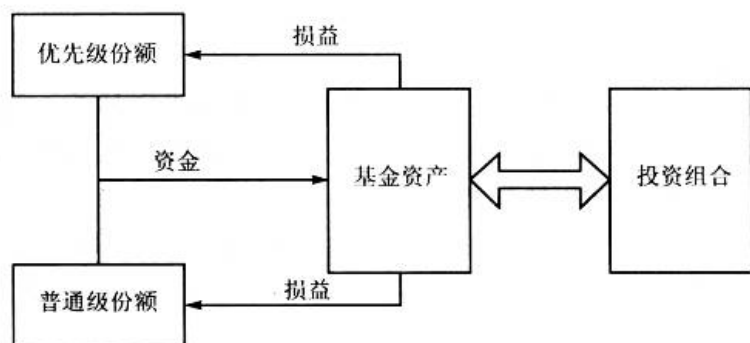 优先级份额
损益
资金
基金资产
投资组合
普通级份额
损益